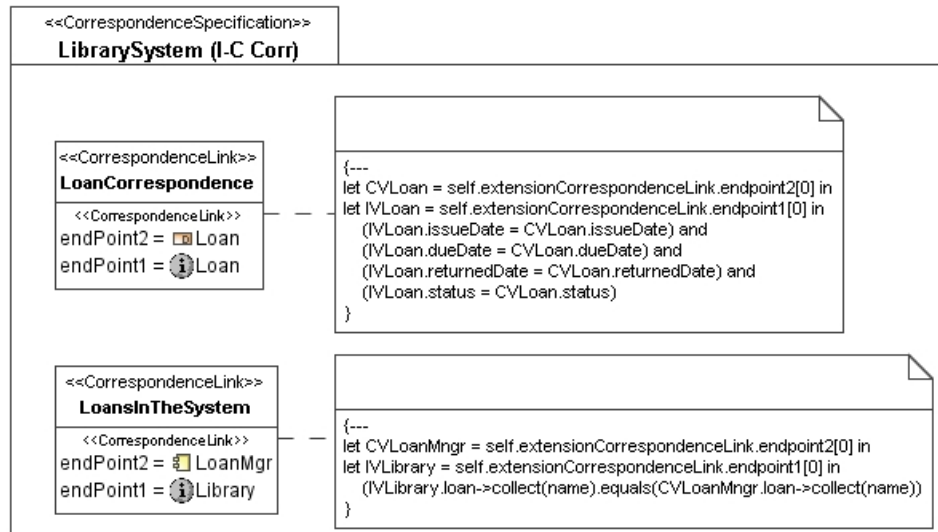 <<CorrespondenceSpecification>>
LibrarySystem (I-C Corr)
<<CorrespondenceLink>>
LoanCorrespondence
<<CorrespondenceLink>>
endPoint2 = Loan
endPoint1 = Loan
{---
let CVLoan = self.extensionCorrespondenceLink.endpoint2[0] in
let IVLoan = self.extensionCorrespondenceLink.endpoint1[0] in
(IVLoan.issueDate = CVLoan.issueDate) and
(IVLoan.dueDate = CVLoan.dueDate) and
(IVLoan.returnedDate = CVLoan.returnedDate) and
(IVLoan.status = CVLoan.status)
}
<<CorrespondenceLink>>
LoansInTheSystem
<<CorrespondenceLink>>
endPoint2 = LoanMgr
endPoint1 = Library
{---
let CVLoanMngr = self.extensionCorrespondenceLink.endpoint2[0] in
let IVLibrary = self.extensionCorrespondenceLink.endpoint1[0] in
(IVLibrary.loan->collect(name).equals(CVLoanMngr.loan->collect(name))
}